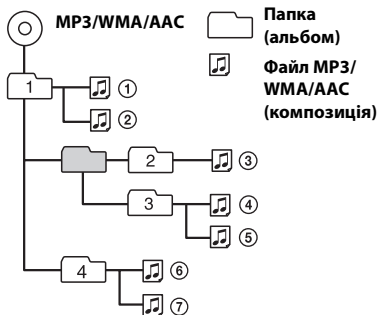 MP3/WMA/AAC
Папка
(альбом)
Файл MP3/
WMA/AAC
(композиція)
1
①
②
2
③
3
④
⑤
4
⑥
⑦